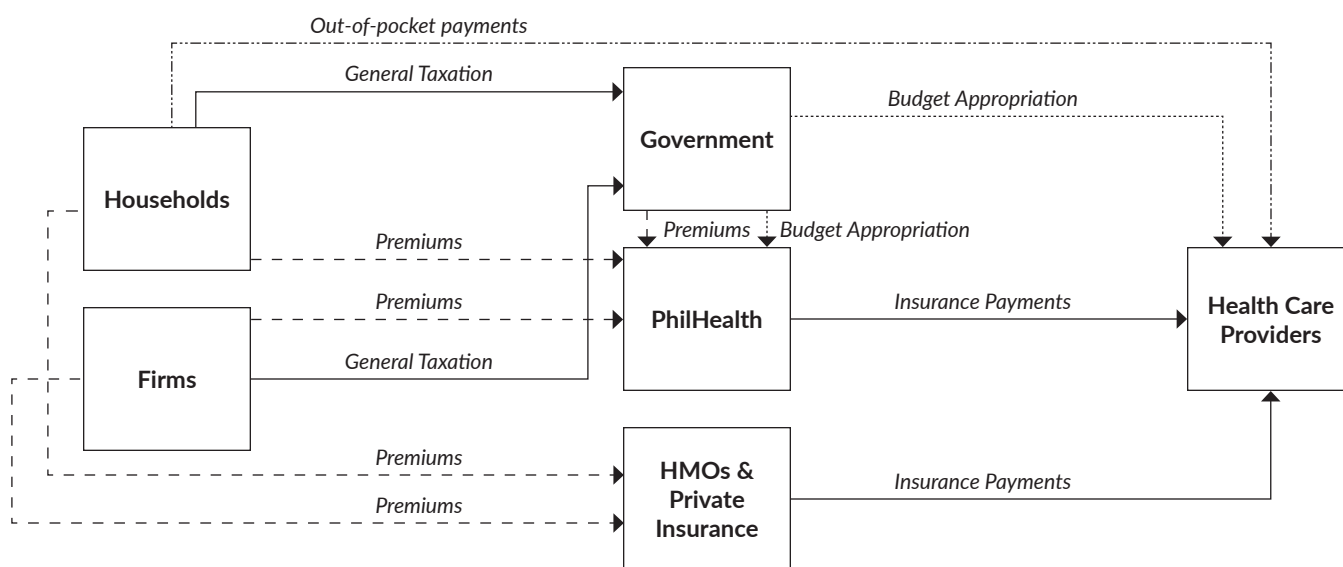 Out-of-pocket payments
General Taxation
Budget Appropriation
Government
Households
Premiums
Budget Appropriation
Premiums
Premiums
Insurance Payments
PhilHealth
Health Care
Providers
General Taxation
Firms
Premiums
HMOs &
Private
Insurance
Insurance Payments
Premiums